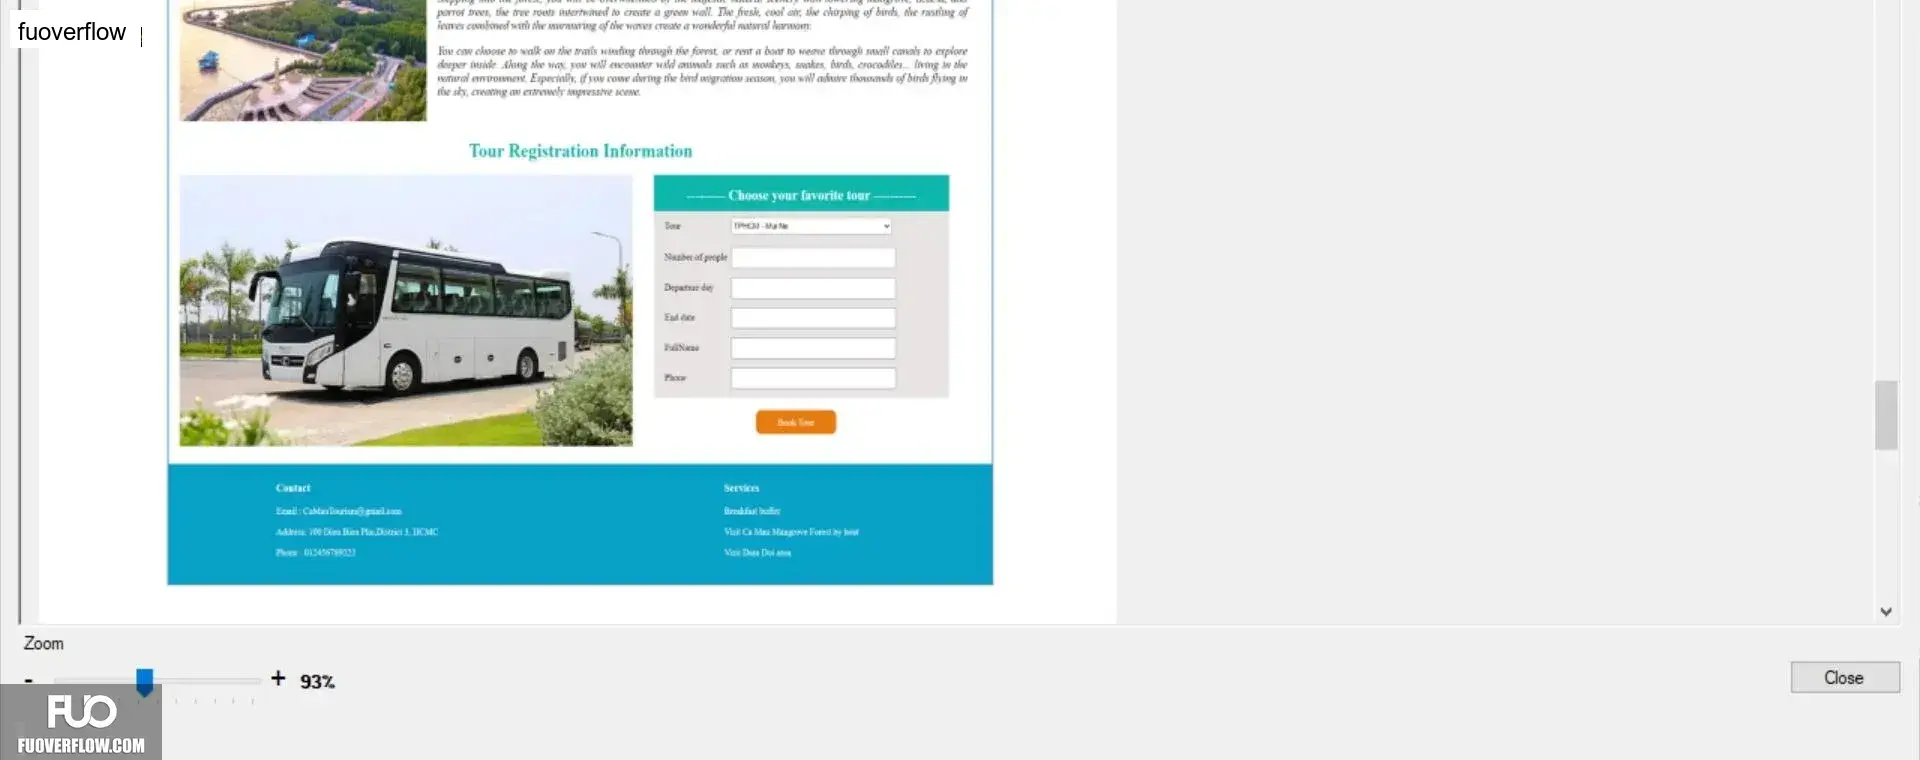 fuoverflow
parrot trees, the tree roots intertwined to create a green wall. The fresh, cool air, the chirping of birds, the rustling of
leaves combined with the murmuring of the waves create a wonderful natural harmony.
You can choose to walk on the trails winding through the forest, or rent a boat to weave through small canals to explore
deeper inside. Along the way, you will encounter wild animals such as monkeys, snakes, birds, crocodiles... living in the
natural environment. Especially, if you come during the bird migration season, you will admire thousands of birds flying in
the sky, creating an extremely impressive scene.
Tour Registration Information
---------- Choose your favorite tour -----------
Tour
TPHCM - Mui Ne
Number of people
Departure day
End date
FullName
Phone
Book Tour
Contact
Email : CaMauTourism@gmail.com
Address: 100 Dien Bien Phu,District 3, HCMC
Phone :
Services
Breakfast buffet
Visit Ca Mau Mangrove Forest by boat
Visit Dam Doi area
Zoom
- + 93%
Close
FUO
FUOVERFLOW.COM